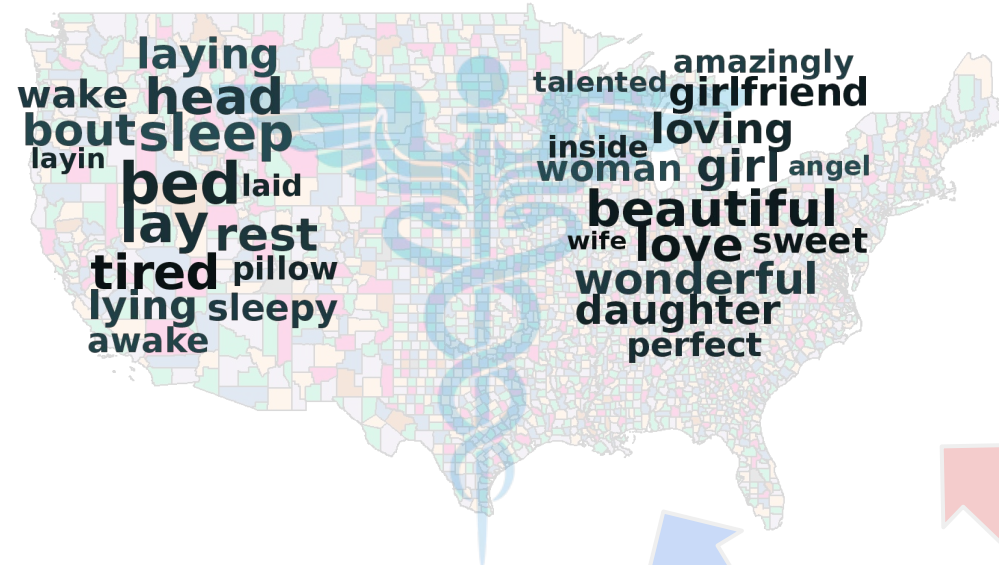 laying
wake head
bout sleep
layin
bed laid
lay rest
tired pillow
lying sleepy
awake
amazingly
talented girlfriend
loving
inside
woman girl angel
beautiful
wife love sweet
wonderful
daughter
perfect